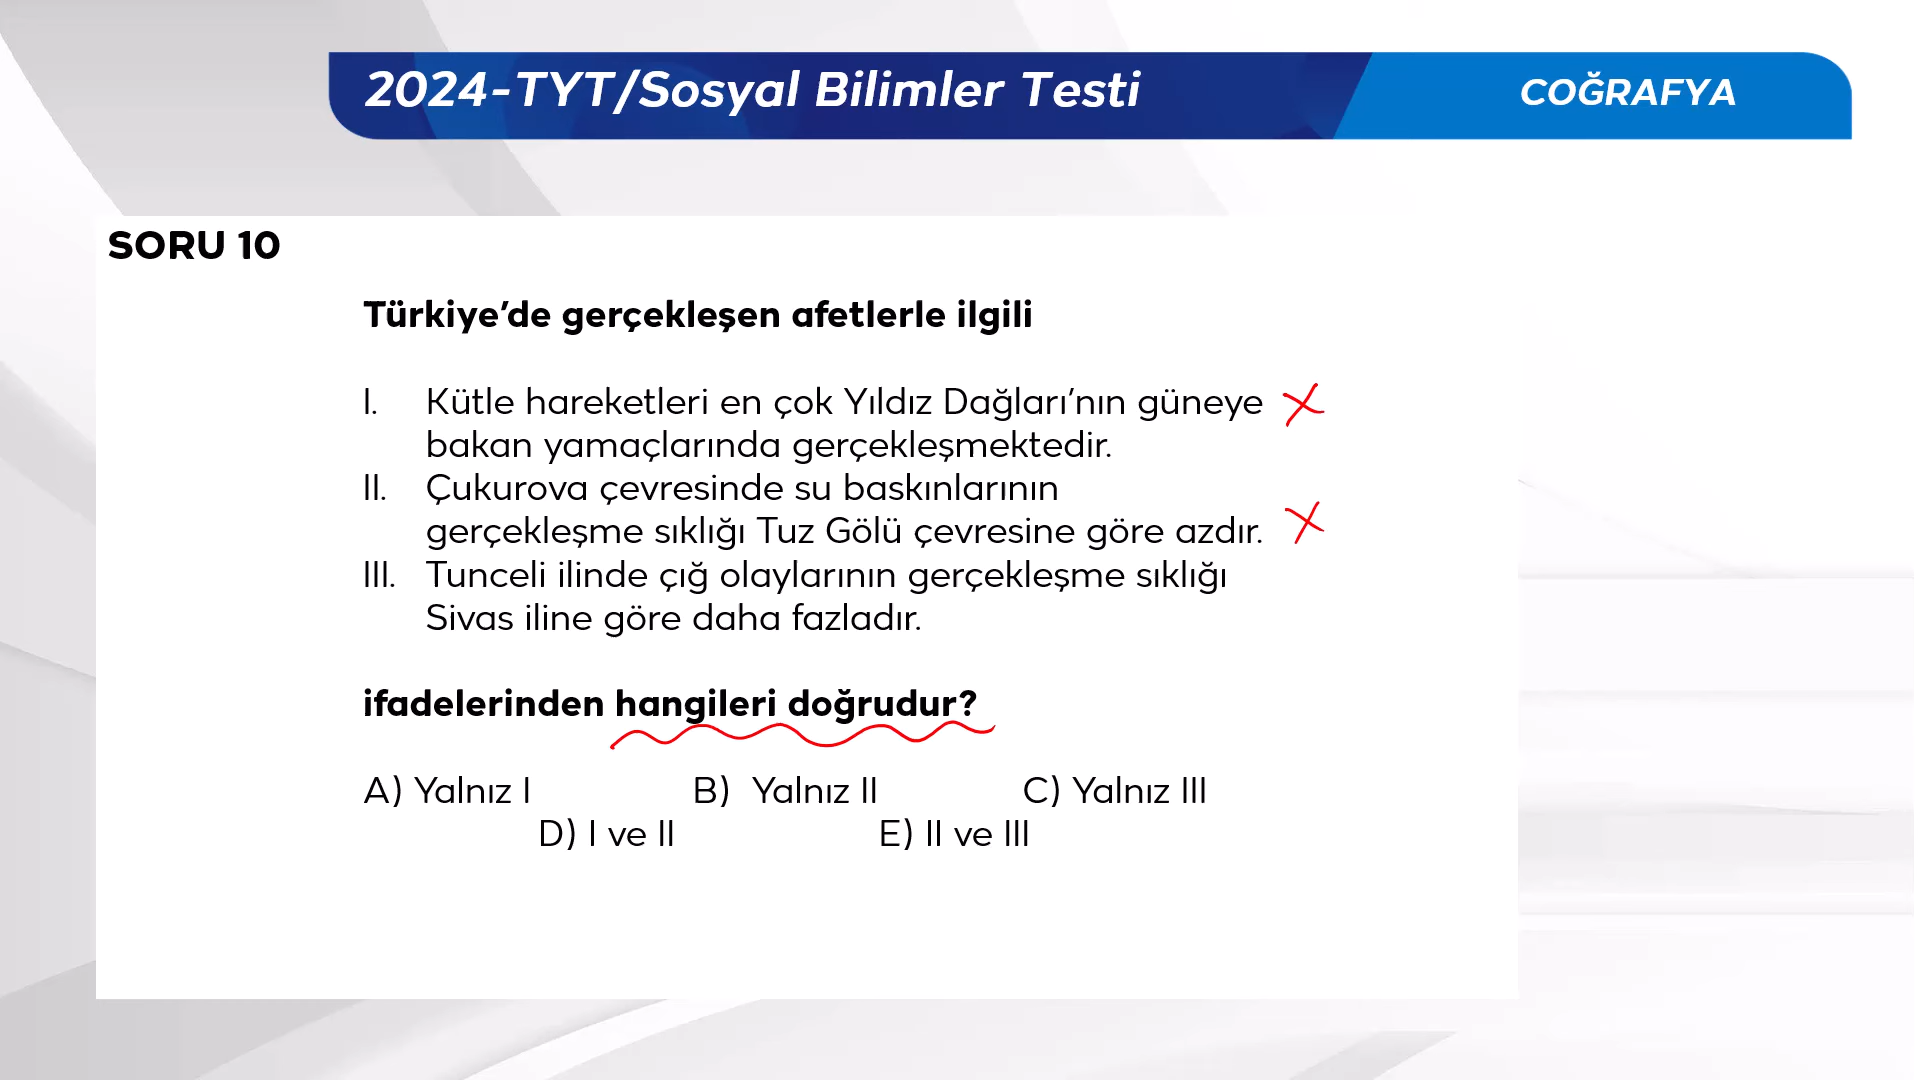 2024-TYT/Sosyal Bilimler Testi
COĞRAFYA
SORU 10
Türkiye’de gerçekleşen afetlerle ilgili
I. Kütle hareketleri en çok Yıldız Dağları’nın güneye
bakan yamaçlarında gerçekleşmektedir.
II. Çukurova çevresinde su baskınlarının
gerçekleşme sıklığı Tuz Gölü çevresine göre azdır.
III. Tunceli ilinde çığ olaylarının gerçekleşme sıklığı
Sivas iline göre daha fazladır.
ifadelerinden hangileri doğrudur?
A) Yalnız I B) Yalnız II C) Yalnız III
D) I ve II E) II ve III